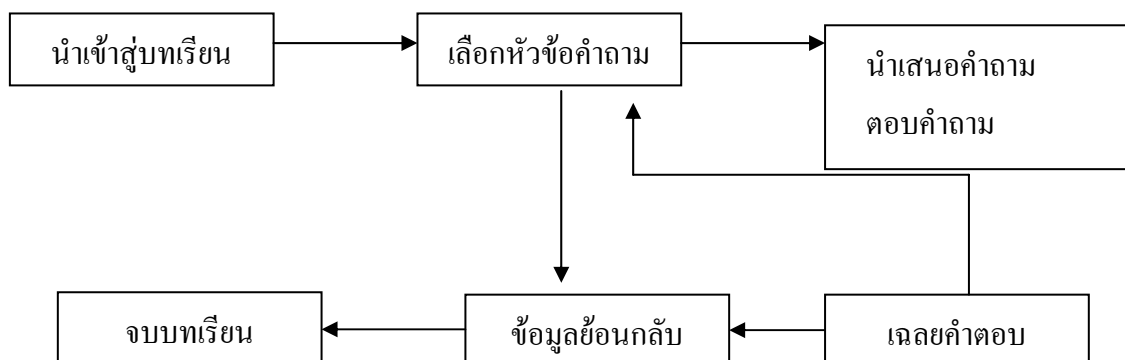 นำเข้าสู่บทเรียน
เลือกหัวข้อคำถาม
นำเสนอคำถาม
ตอบคำถาม
จบบทเรียน
ข้อมูลย้อนกลับ
เฉลยคำตอบ